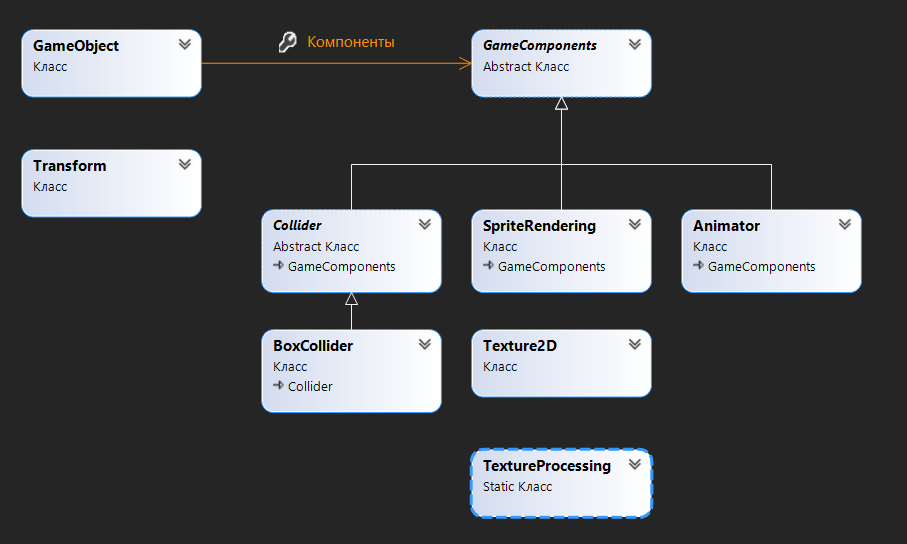 GameObject
Класс
Компоненты
GameComponents
Abstract Класс
Transform
Класс
Collider
Abstract Класс
GameComponents
SpriteRendering
Класс
GameComponents
Animator
Класс
GameComponents
BoxCollider
Класс
Collider
Texture2D
Класс
TextureProcessing
Static Класс